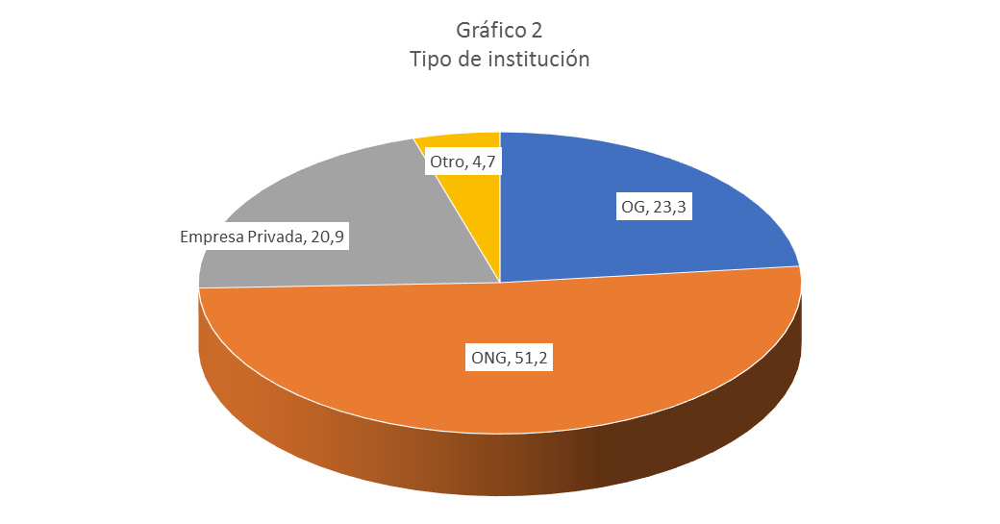 Gráfico 2
Tipo de institución
Otro, 4,7
OG, 23,3
Empresa Privada, 20,9
ONG, 51,2